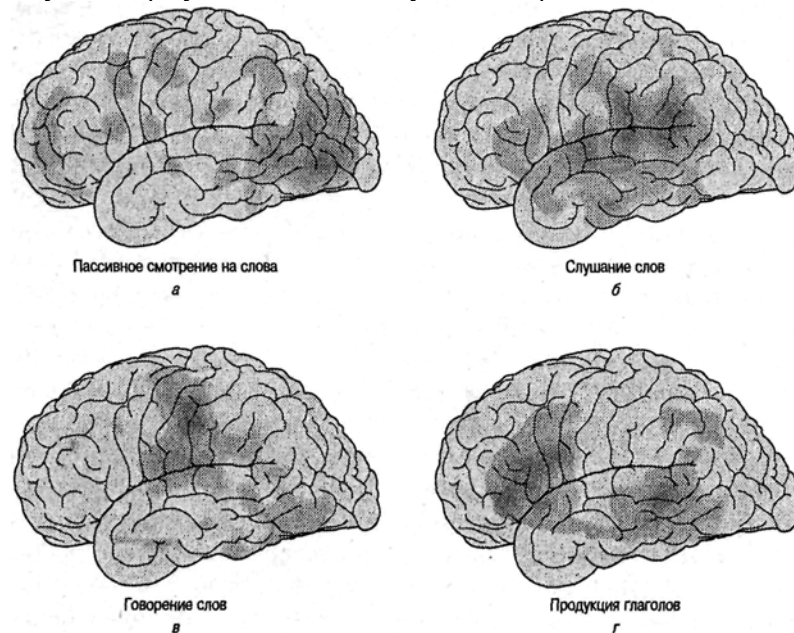 Пассивное смотрение на слова
а
Слушание слов
б
Говорение слов
в
Продукция глаголов
г